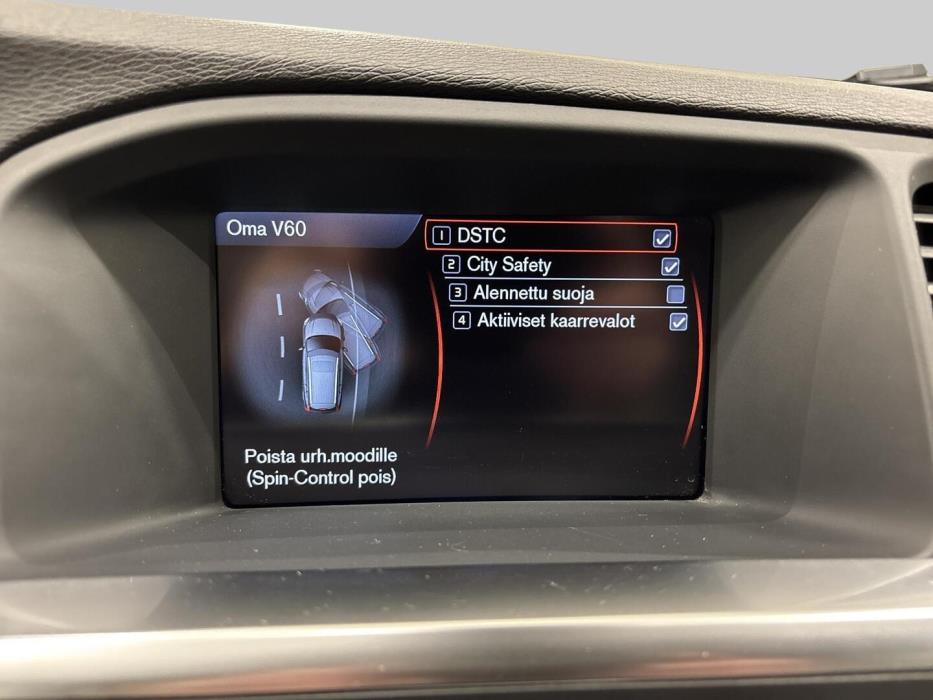 Oma V60
1 DSTC
2 City Safety
3 Alennettu suoja
4 Aktiiviset kaarrevalot
Poista urh.moodille
(Spin-Control pois)